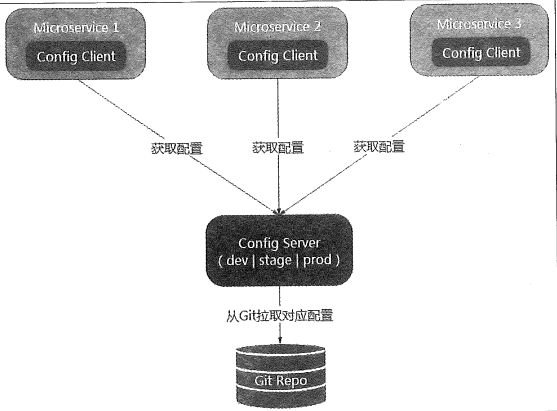 Microservice 1
Microservice 2
Microservice 3
Config Client
Config Client
Config Client
获取配置
获取配置
获取配置
Config Server
( dev | stage | prod )
从Git拉取对应配置
Git Repo